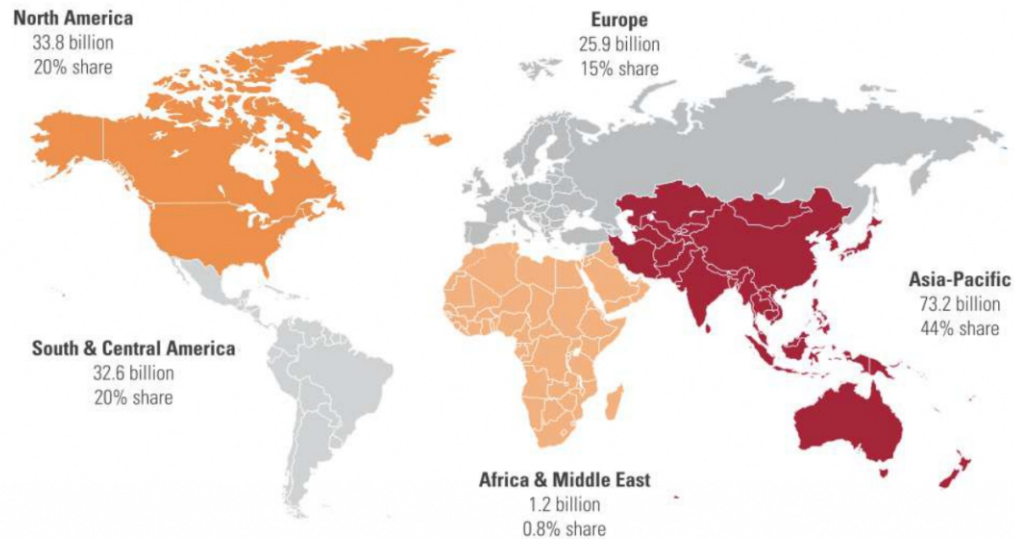 North America
33.8 billion
20% share
Europe
25.9 billion
15% share
Asia-Pacific
73.2 billion
44% share
South & Central America
32.6 billion
20% share
Africa & Middle East
1.2 billion
0.8% share